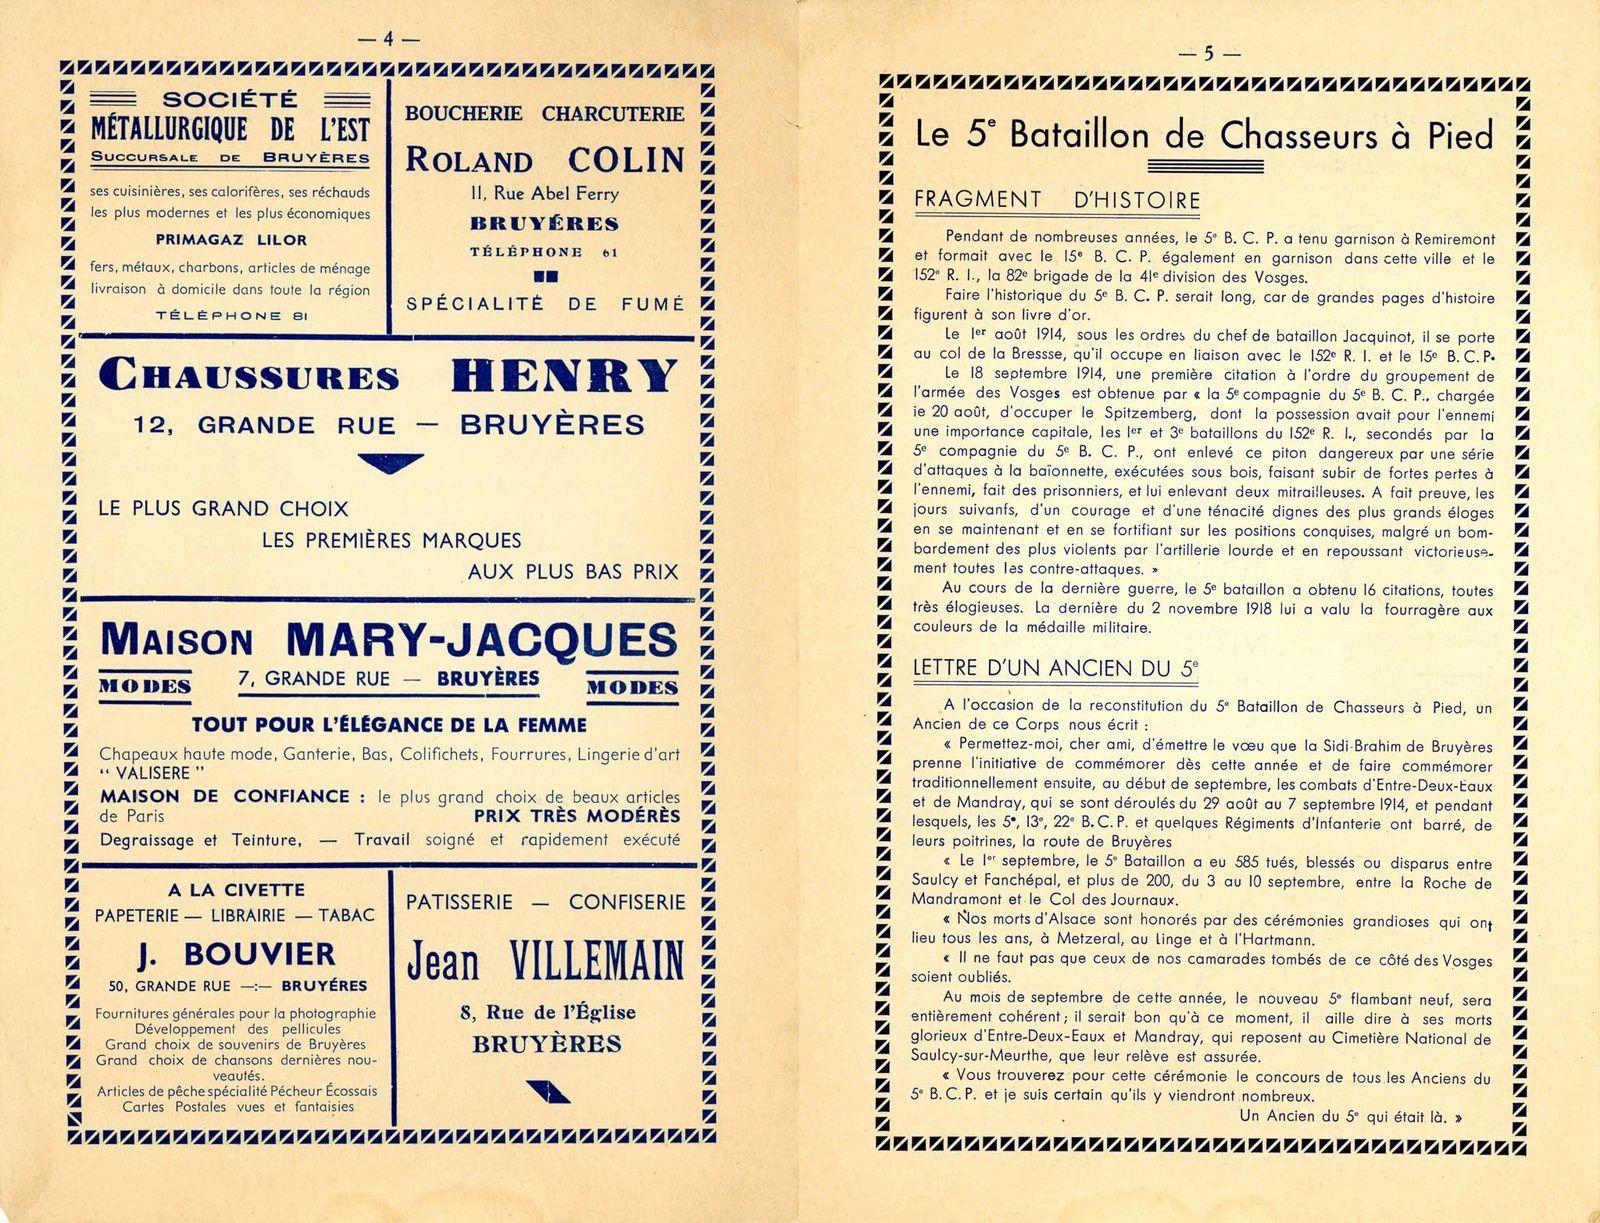 — 4 —
SOCIÉTÉ
MÉTALLURGIQUE DE L'EST
SUCCURSALE DE BRUYÈRES
ses cuisinières, ses calorifères, ses réchauds
les plus modernes et les plus économiques
PRIMAGAZ LILOR
fers, métaux, charbons, articles de ménage
livraison à domicile dans toute la région
TÉLÉPHONE 81
BOUCHERIE CHARCUTERIE
ROLAND COLIN
11, Rue Abel Ferry
BRUYÉRES
TÉLÉPHONE 61
SPÉCIALITÉ DE FUMÉ
CHAUSSURES HENRY
12, GRANDE RUE — BRUYÈRES
LE PLUS GRAND CHOIX
LES PREMIÈRES MARQUES
AUX PLUS BAS PRIX
MAISON MARY-JACQUES
MODES 7, GRANDE RUE — BRUYÈRES MODES
TOUT POUR L'ÉLÉGANCE DE LA FEMME
Chapeaux haute mode, Ganterie, Bas, Colifichets, Fourrures, Lingerie d'art
“ VALISERE ”
MAISON DE CONFIANCE : le plus grand choix de beaux articles
de Paris PRIX TRÈS MODÉRÈS
Degraissage et Teinture, — Travail soigné et rapidement exécuté
A LA CIVETTE
PAPETERIE — LIBRAIRIE — TABAC
J. BOUVIER
50, GRANDE RUE —:— BRUYÉRES
Fournitures générales pour la photographie
Développement des pellicules
Grand choix de souvenirs de Bruyères
Grand choix de chansons dernières nou-
veautés.
Articles de pêche spécialité Pécheur Écossais
Cartes Postales vues et fantaisies
PATISSERIE — CONFISERIE
Jean VILLEMAIN
8, Rue de l'Église
BRUYÈRES
— 5 —
Le 5e Bataillon de Chasseurs à Pied
FRAGMENT D'HISTOIRE
Pendant de nombreuses années, le 5e B. C. P. a tenu garnison à Remiremont
et formait avec le 15e B. C. P. également en garnison dans cette ville et le
152e R. I., la 82e brigade de la 41e division des Vosges.
Faire l'historique du 5e B. C. P. serait long, car de grandes pages d'histoire
figurent à son livre d'or.
Le 1er août 1914, sous les ordres du chef de bataillon Jacquinot, il se porte
au col de la Bressse, qu'il occupe en liaison avec le 152e R. I. et le 15e B. C. P.
Le 18 septembre 1914, une première citation à l'ordre du groupement de
l'armée des Vosges est obtenue par « la 5e compagnie du 5e B. C. P., chargée
ie 20 août, d'occuper le Spitzemberg, dont la possession avait pour l'ennemi
une importance capitale, les 1er et 3e bataillons du 152e R. I., secondés par la
5e compagnie du 5e B. C. P., ont enlevé ce piton dangereux par une série
d'attaques à la baïonnette, exécutées sous bois, faisant subir de fortes pertes à
l'ennemi, fait des prisonniers, et lui enlevant deux mitrailleuses. A fait preuve, les
jours suivanfs, d'un courage et d'une ténacité dignes des plus grands éloges
en se maintenant et en se fortifiant sur les positions conquises, malgré un bom-
bardement des plus violents par l'artillerie lourde et en repoussant victorieuse-
ment toutes les contre-attaques. »
Au cours de la dernière guerre, le 5e bataillon a obtenu 16 citations, toutes
très élogieuses. La dernière du 2 novembre 1918 lui a valu la fourragère aux
couleurs de la médaille militaire.
LETTRE D'UN ANCIEN DU 5e
A l'occasion de la reconstitution du 5e Bataillon de Chasseurs à Pied, un
Ancien de ce Corps nous écrit :
« Permettez-moi, cher ami, d'émettre le vœu que la Sidi-Brahim de Bruyères
prenne l'initiative de commémorer dès cette année et de faire commémorer
traditionnellement ensuite, au début de septembre, les combats d'Entre-Deux-Eaux
et de Mandray, qui se sont déroulés du 29 août au 7 septembre 1914, et pendant
lesquels, les 5e, 13e, 22e B. C. P. et quelques Régiments d'Infanterie ont barré, de
leurs poitrines, la route de Bruyères
« Le 1er septembre, le 5e Bataillon a eu 585 tués, blessés ou disparus entre
Saulcy et Fanchépal, et plus de 200, du 3 au 10 septembre, entre la Roche de
Mandramont et le Col des Journaux.
« Nos morts d'Alsace sont honorés par des cérémonies grandioses qui ont
lieu tous les ans, à Metzeral, au Linge et à l'Hartmann.
« Il ne faut pas que ceux de nos camarades tombés de ce côté des Vosges
soient oubliés.
Au mois de septembre de cette année, le nouveau 5e flambant neuf, sera
entièrement cohérent ; il serait bon qu'à ce moment, il aille dire à ses morts
glorieux d'Entre-Deux-Eaux et Mandray, qui reposent au Cimetière National de
Saulcy-sur-Meurthe, que leur relève est assurée.
« Vous trouverez pour cette cérémonie le concours de tous les Anciens du
5e B. C. P. et je suis certain qu'ils y viendront nombreux.
Un Ancien du 5e qui était là. »